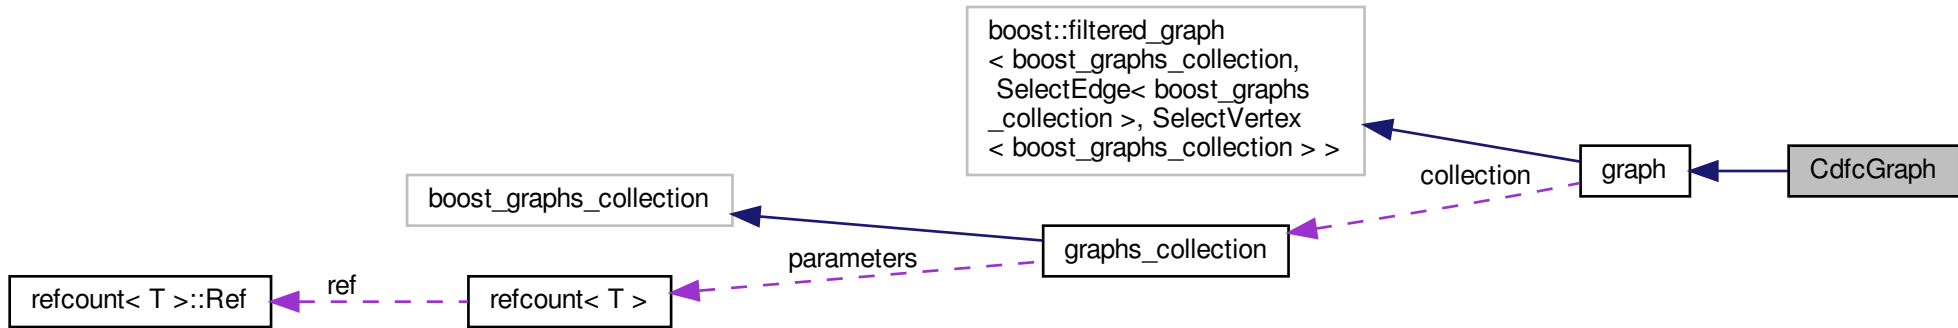 boost::filtered_graph
< boost_graphs_collection,
SelectEdge< boost_graphs
_collection >, SelectVertex
< boost_graphs_collection > >
graph
CdfcGraph
collection
boost_graphs_collection
graphs_collection
parameters
refcount< T >::Ref
ref
refcount< T >